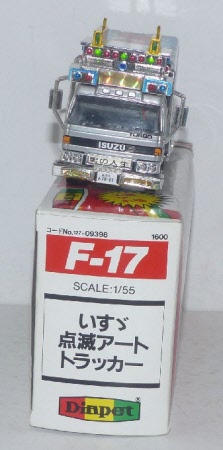 ISUZU
コードNo.127-09396
1600
F-17
SCALE:1/55
いすゞ
点滅アート
トラッカー
Diapet